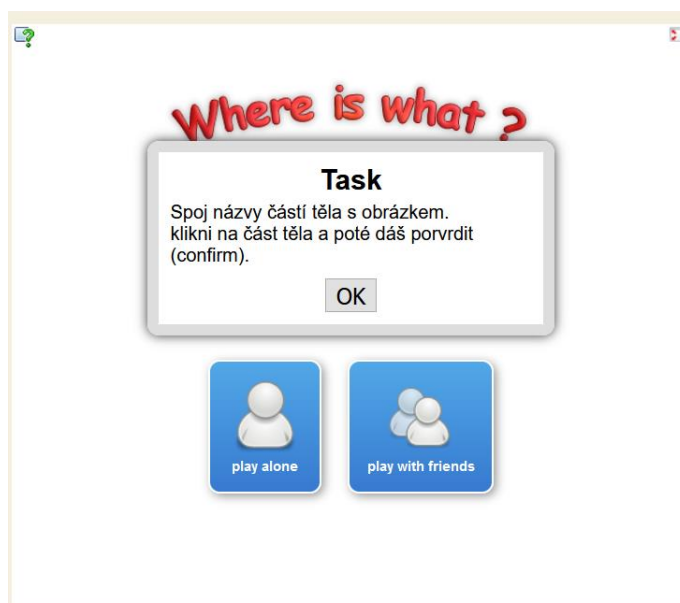 Where is what ?
Task
Spoj názvy částí těla s obrázkem.
klikni na část těla a poté dáš porvrdit
(confirm).
OK
play alone
play with friends